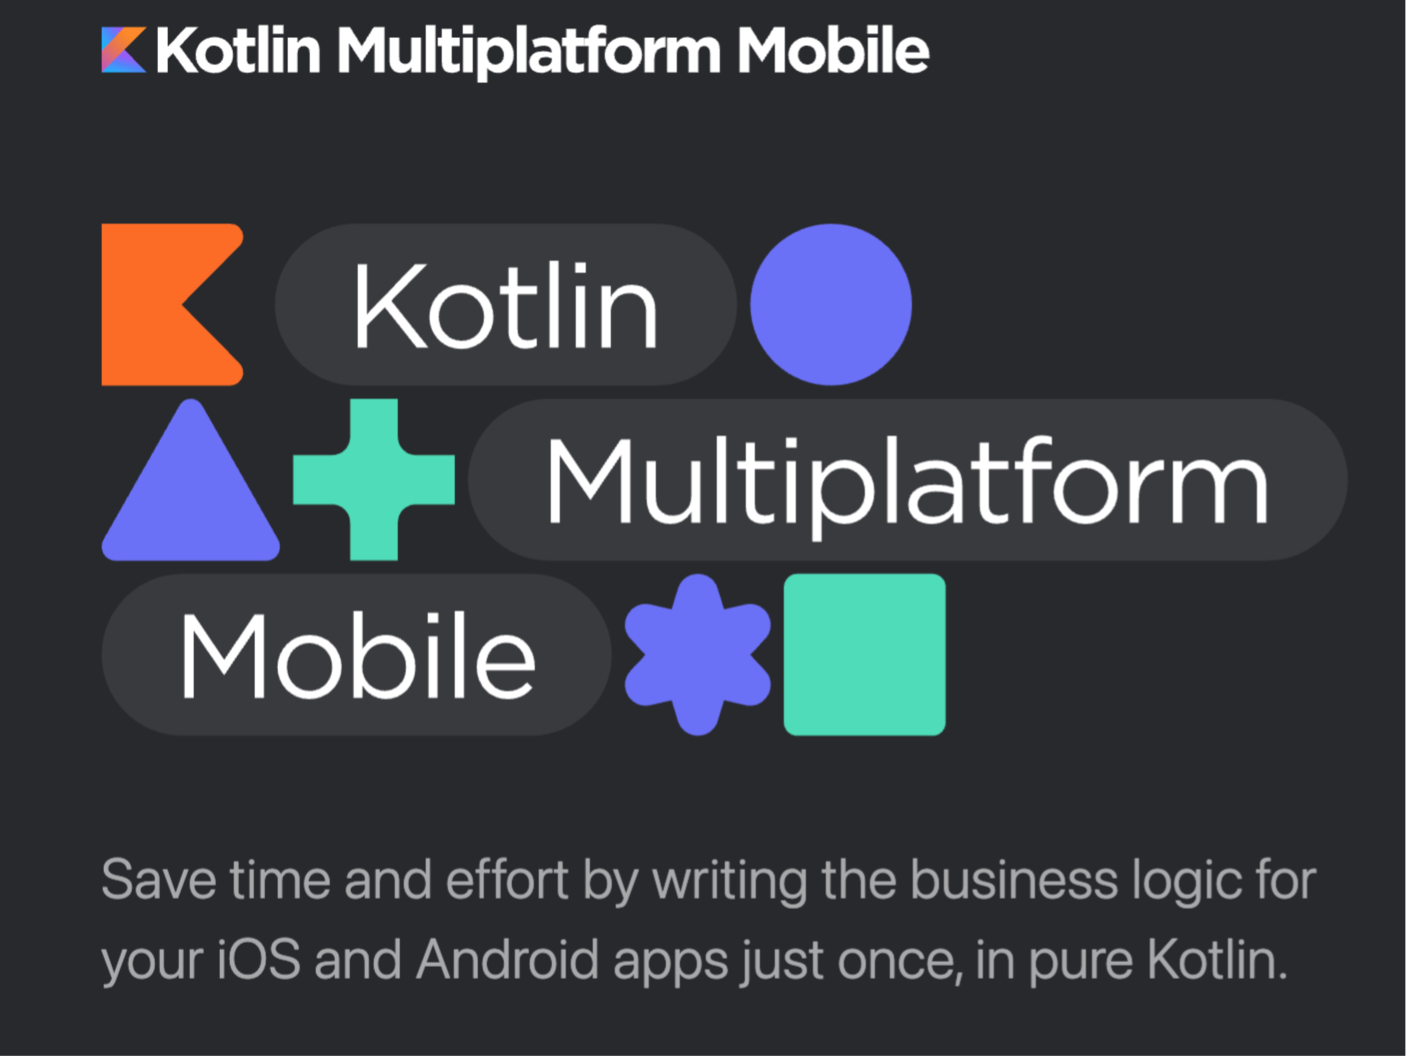 Kotlin Multiplatform Mobile
Kotlin
Multiplatform
Mobile
Save time and effort by writing the business logic for
your iOS and Android apps just once, in pure Kotlin.